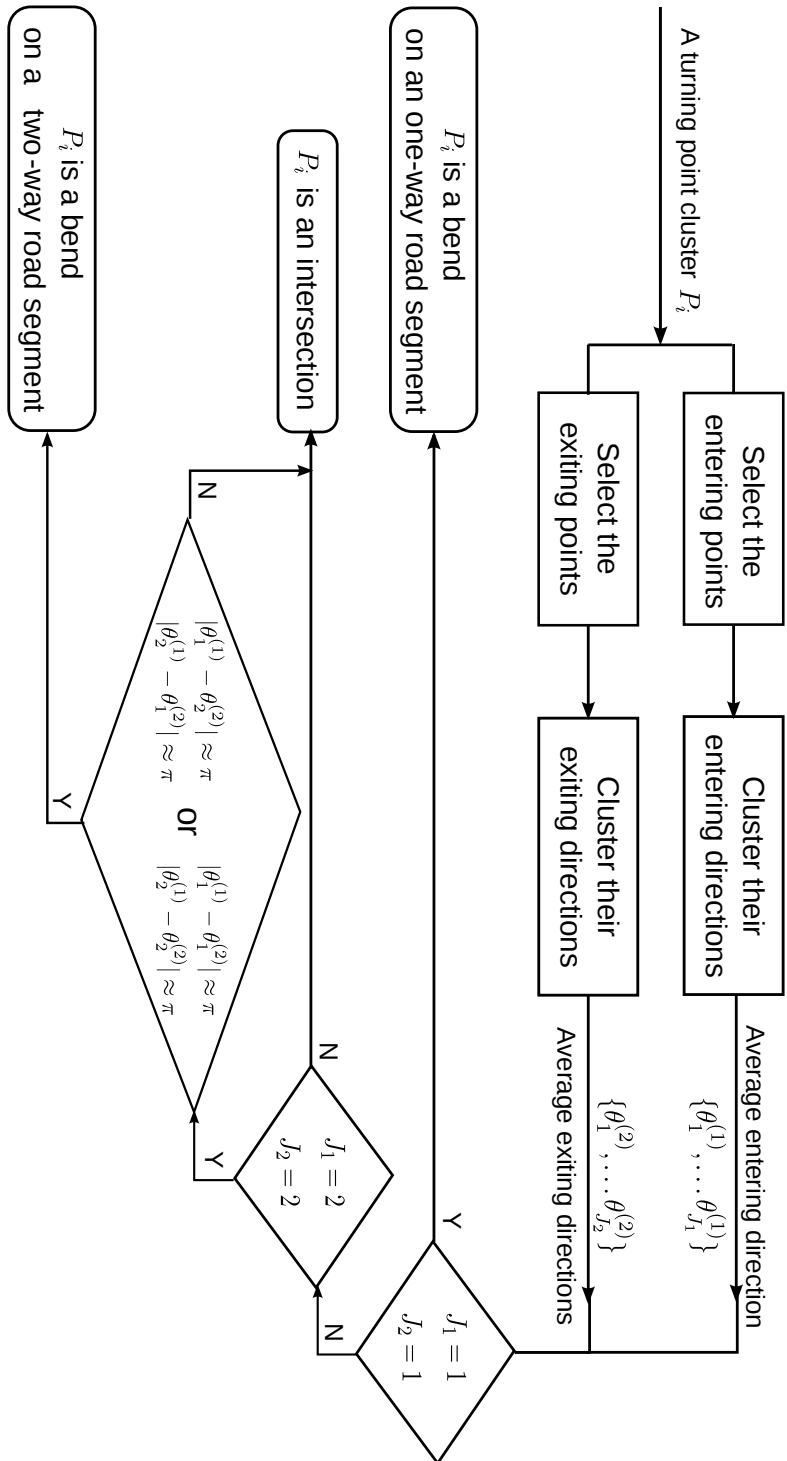 A turning point cluster P_i
Select the
entering points
Cluster their
entering directions
Average entering direction
{θ_1^{(1)}, … θ_{J_1}^{(1)}}
Select the
exiting points
Cluster their
exiting directions
{θ_1^{(2)}, … θ_{J_2}^{(2)}}
Average exiting directions
J_1 = 1
J_2 = 1
Y
N
P_i is a bend
on an one-way road segment
J_1 = 2
J_2 = 2
N
Y
P_i is an intersection
|θ_1^{(1)} − θ_2^{(2)}| ≈ π
|θ_2^{(1)} − θ_1^{(2)}| ≈ π
or
|θ_1^{(1)} − θ_1^{(2)}| ≈ π
|θ_2^{(1)} − θ_2^{(2)}| ≈ π
N
Y
P_i is a bend
on a two-way road segment